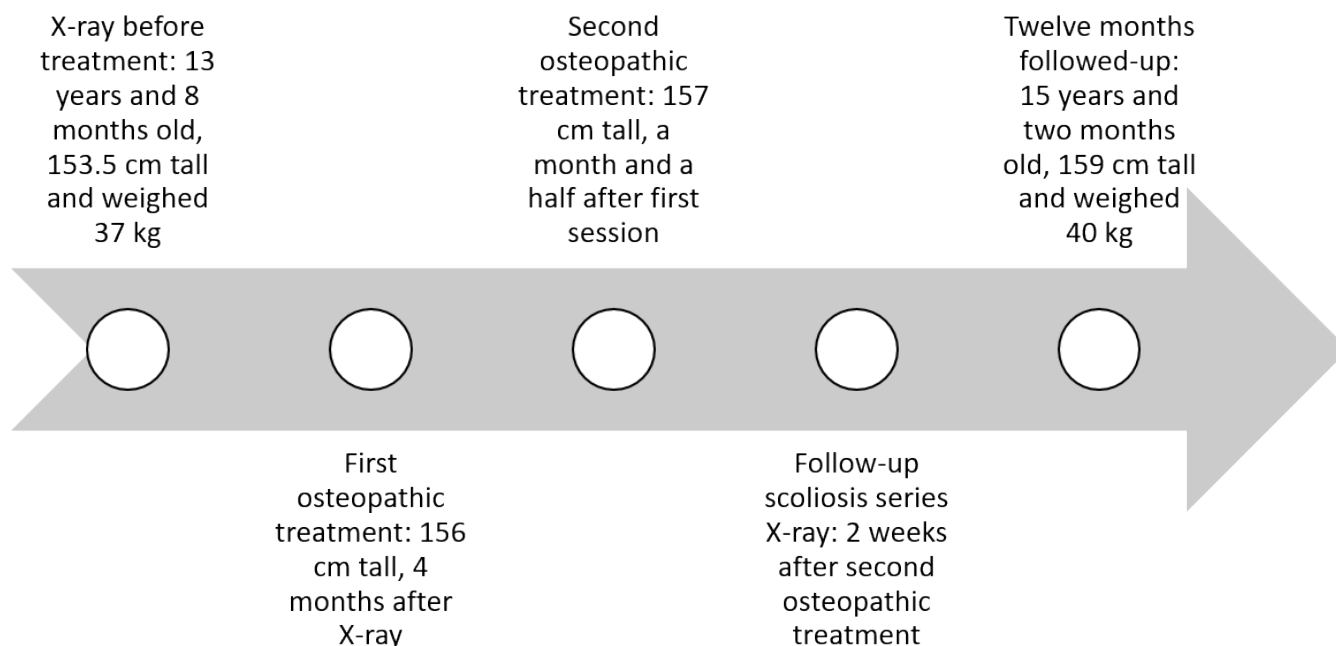 X-ray before
treatment: 13
years and 8
months old,
153.5 cm tall
and weighed
37 kg
First
osteopathic
treatment: 156
cm tall, 4
months after
X-ray
Second
osteopathic
treatment: 157
cm tall, a
month and a
half after first
session
Follow-up
scoliosis series
X-ray: 2 weeks
after second
osteopathic
treatment
Twelve months
followed-up:
15 years and
two months
old, 159 cm tall
and weighed
40 kg